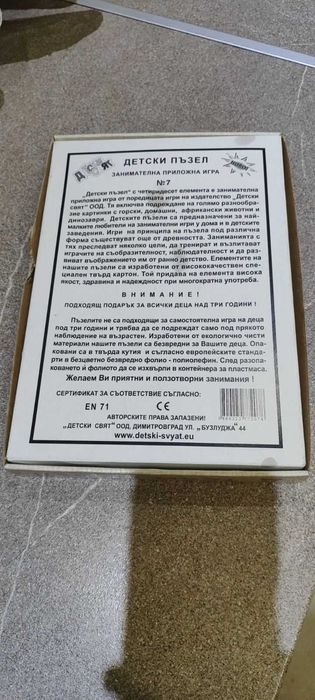 ДЕТСКИ ПЪЗЕЛ
ЗАНИМАТЕЛНА ПРИЛОЖНА ИГРА
№7
„Детски пъзел" с четиридесет елемента е занимателна
приложна игра от поредицата игри на издателство „Детски
свят" ООД. Тя включва подреждане на голямо разнообра-
зие картинки с горски, домашни, африкански животни и
динозаври. Детските пъзели са предназначени за най-
малките любители на занимателни игри у дома и в детските
заведения. Игри на принципа на пъзела под различна
форма съществуват още от древността. Заниманията с
тях преследват няколко цели, да тренират и възпитават
играчите на съобразителност, наблюдателност и да раз-
виват въображението им от ранно детство. Елементите на
нашите пъзели са изработени от висококачествен спе-
циален твърд картон. Той придава на елемента висока
якост, здравина и надеждност при многократна употреба.
ВНИМАНИЕ!
ПОДХОДЯЩ ПОДАРЪК ЗА ВСИЧКИ ДЕЦА НАД ТРИ ГОДИНИ !
Пъзелите не са подходящи за самостоятелна игра на деца
под три години и трябва да се подреждат само под прякото
наблюдение на възрастен. Изработени от екологично чисти
материали нашите пъзели са безвредни за Вашите деца. Опа-
ковани са в твърда кутия и съгласно европейските стандар-
ти в безцветно безвредно фолио - полиолефин. След разопа-
коването фолиото да се изхвърли в контейнера за пластмаса.
Желаем Ви приятни и ползотворни занимания !
СЕРТИФИКАТ ЗА СЪОТВЕТСТВИЕ СЪГЛАСНО:
EN 71 CE
АВТОРСКИТЕ ПРАВА ЗАПАЗЕНИ!
„ДЕТСКИ СВЯТ" ООД, ДИМИТРОВГРАД УЛ. „БУЗЛУДЖА" 44
www.detski-svyat.eu